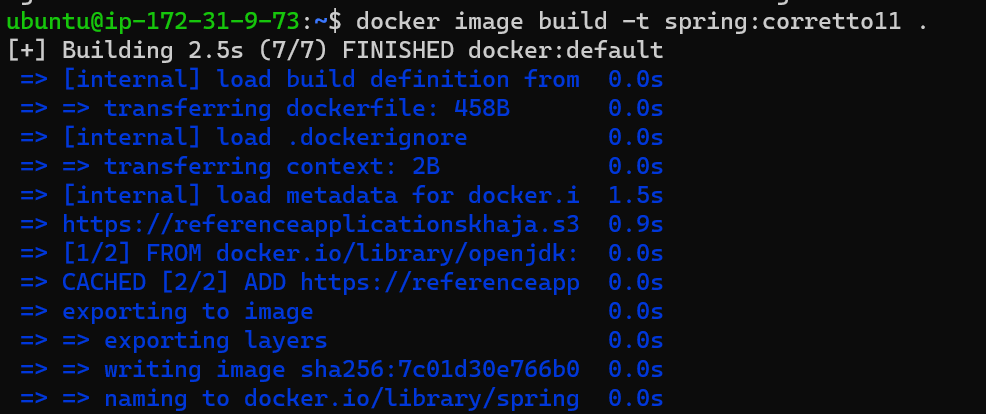 ubuntu@ip-172-31-9-73:~$ docker image build -t spring:corretto11 .
[+] Building 2.5s (7/7) FINISHED docker:default
=> [internal] load build definition from 0.0s
=> => transferring dockerfile: 458B 0.0s
=> [internal] load .dockerignore 0.0s
=> => transferring context: 2B 0.0s
=> [internal] load metadata for docker.i 1.5s
=> https://referenceapplicationskhaja.s3 0.9s
=> [1/2] FROM docker.io/library/openjdk: 0.0s
=> CACHED [2/2] ADD https://referenceapp 0.0s
=> exporting to image 0.0s
=> => exporting layers 0.0s
=> => writing image sha256:7c01d30e766b0 0.0s
=> => naming to docker.io/library/spring 0.0s